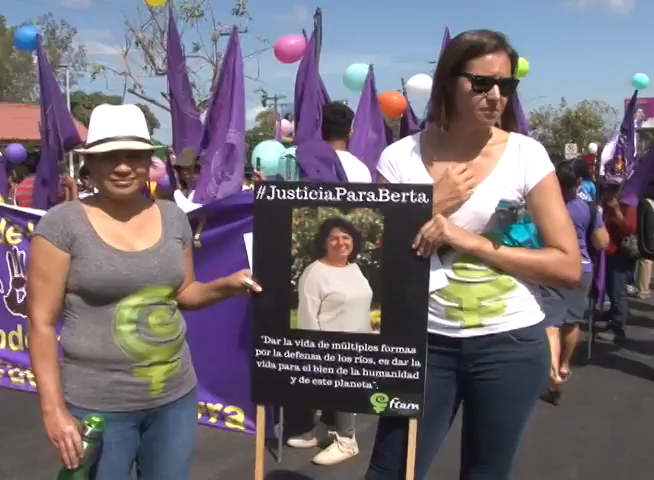 #JusticiaParaBerta
"Dar la vida de múltiples formas
por la defensa de los ríos, es dar la
vida para el bien de la humanidad
y de este planeta".
fcam